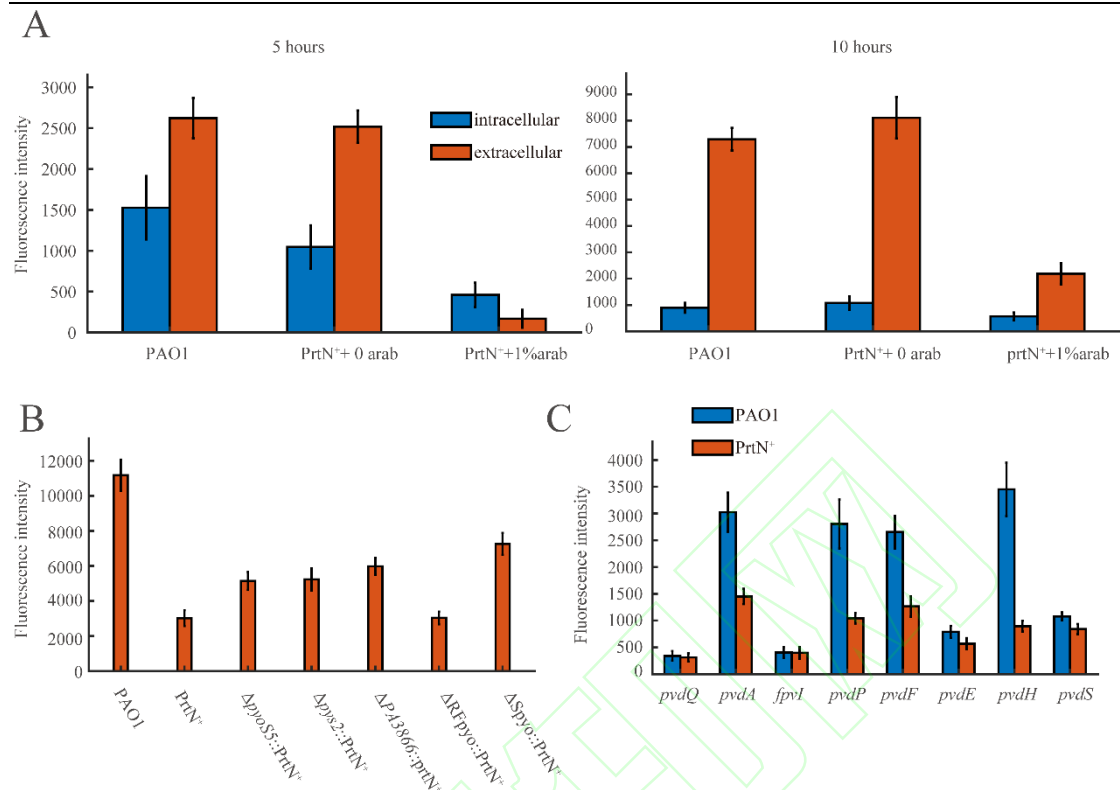 A
5 hours
10 hours
Fluorescence intensity
3000
2500
2000
1500
1000
500
0
intracellular
extracellular
PAO1
PrtN⁺+ 0 arab
PrtN⁺+1%arab
9000
8000
7000
6000
5000
4000
3000
2000
1000
0
PAO1
PrtN⁺+ 0 arab
prtN⁺+1%arab
B
Fluorescence intensity
12000
10000
8000
6000
4000
2000
0
PAO1
PrtN⁺
ΔpyoS5::PrtN⁺
Δpys2::PrtN⁺
ΔPA3866::prtN⁺
ΔRFpyo::PrtN⁺
ΔSpyo::PrtN⁺
C
PAO1
PrtN⁺
Fluorescence intensity
4000
3500
3000
2500
2000
1500
1000
500
0
pvdQ
pvdA
fpvI
pvdP
pvdF
pvdE
pvdH
pvdS